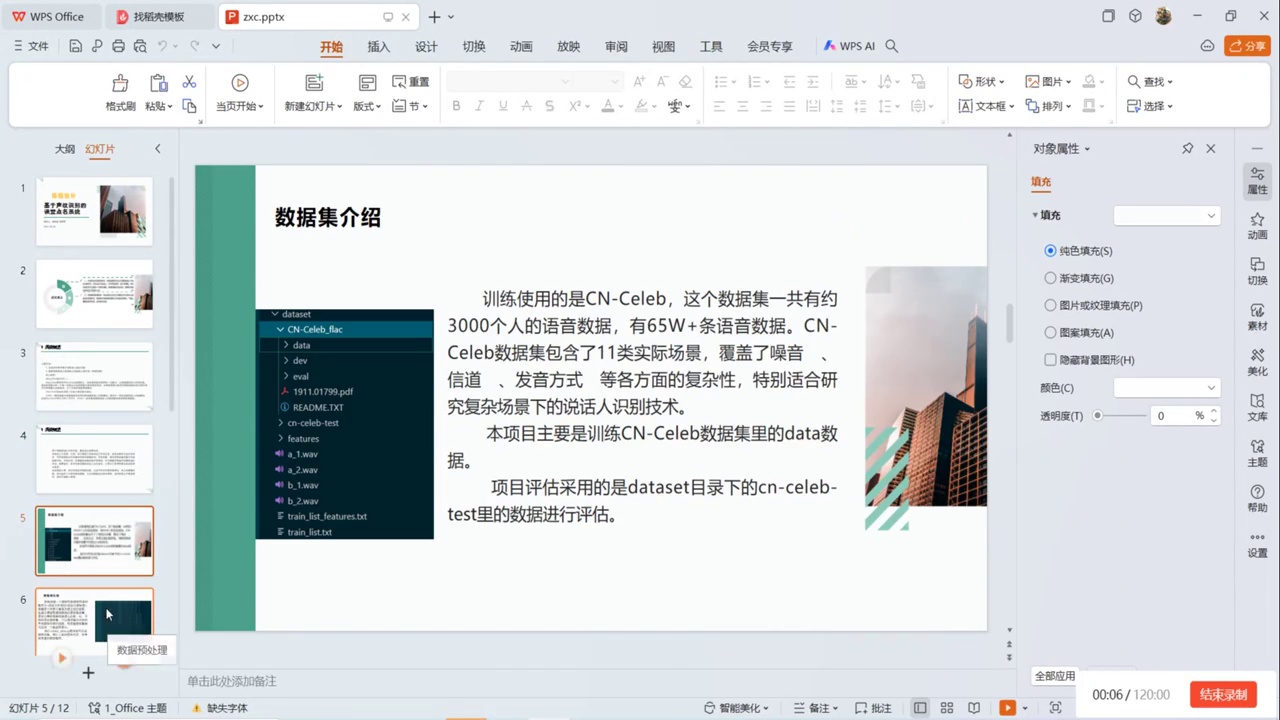 WPS Office
找稻壳模板
zxc.pptx
文件
开始
插入
设计
切换
动画
放映
审阅
视图
工具
会员专享
WPS AI
分享
格式刷
粘贴
当页开始
新建幻灯片
版式
重置
节
形状
图片
文本框
排列
查找
选择
大纲
幻灯片
1
基于声纹识别的
课堂点名系统
2
3
4
5
数据集介绍
6
数据预处理
数据集介绍
dataset
CN-Celeb_flac
data
dev
eval
1911.01799.pdf
README.TXT
cn-celeb-test
features
a_1.wav
a_2.wav
b_1.wav
b_2.wav
train_list_features.txt
train_list.txt
训练使用的是CN-Celeb，这个数据集一共有约
3000个人的语音数据，有65W+条语音数据。CN-
Celeb数据集包含了11类实际场景，覆盖了噪音 、
信道 、发音方式 等各方面的复杂性，特别适合研
究复杂场景下的说话人识别技术。
本项目主要是训练CN-Celeb数据集里的data数
据。
项目评估采用的是dataset目录下的cn-celeb-
test里的数据进行评估。
对象属性
填充
填充
纯色填充(S)
渐变填充(G)
图片或纹理填充(P)
图案填充(A)
隐藏背景图形(H)
颜色(C)
透明度(T)
0
%
全部应用
属性
动画
切换
素材
美化
文库
主题
帮助
设置
单击此处添加备注
幻灯片 5 / 12
1_Office 主题
缺失字体
智能美化
备注
批注
00:06 / 120:00
结束录制